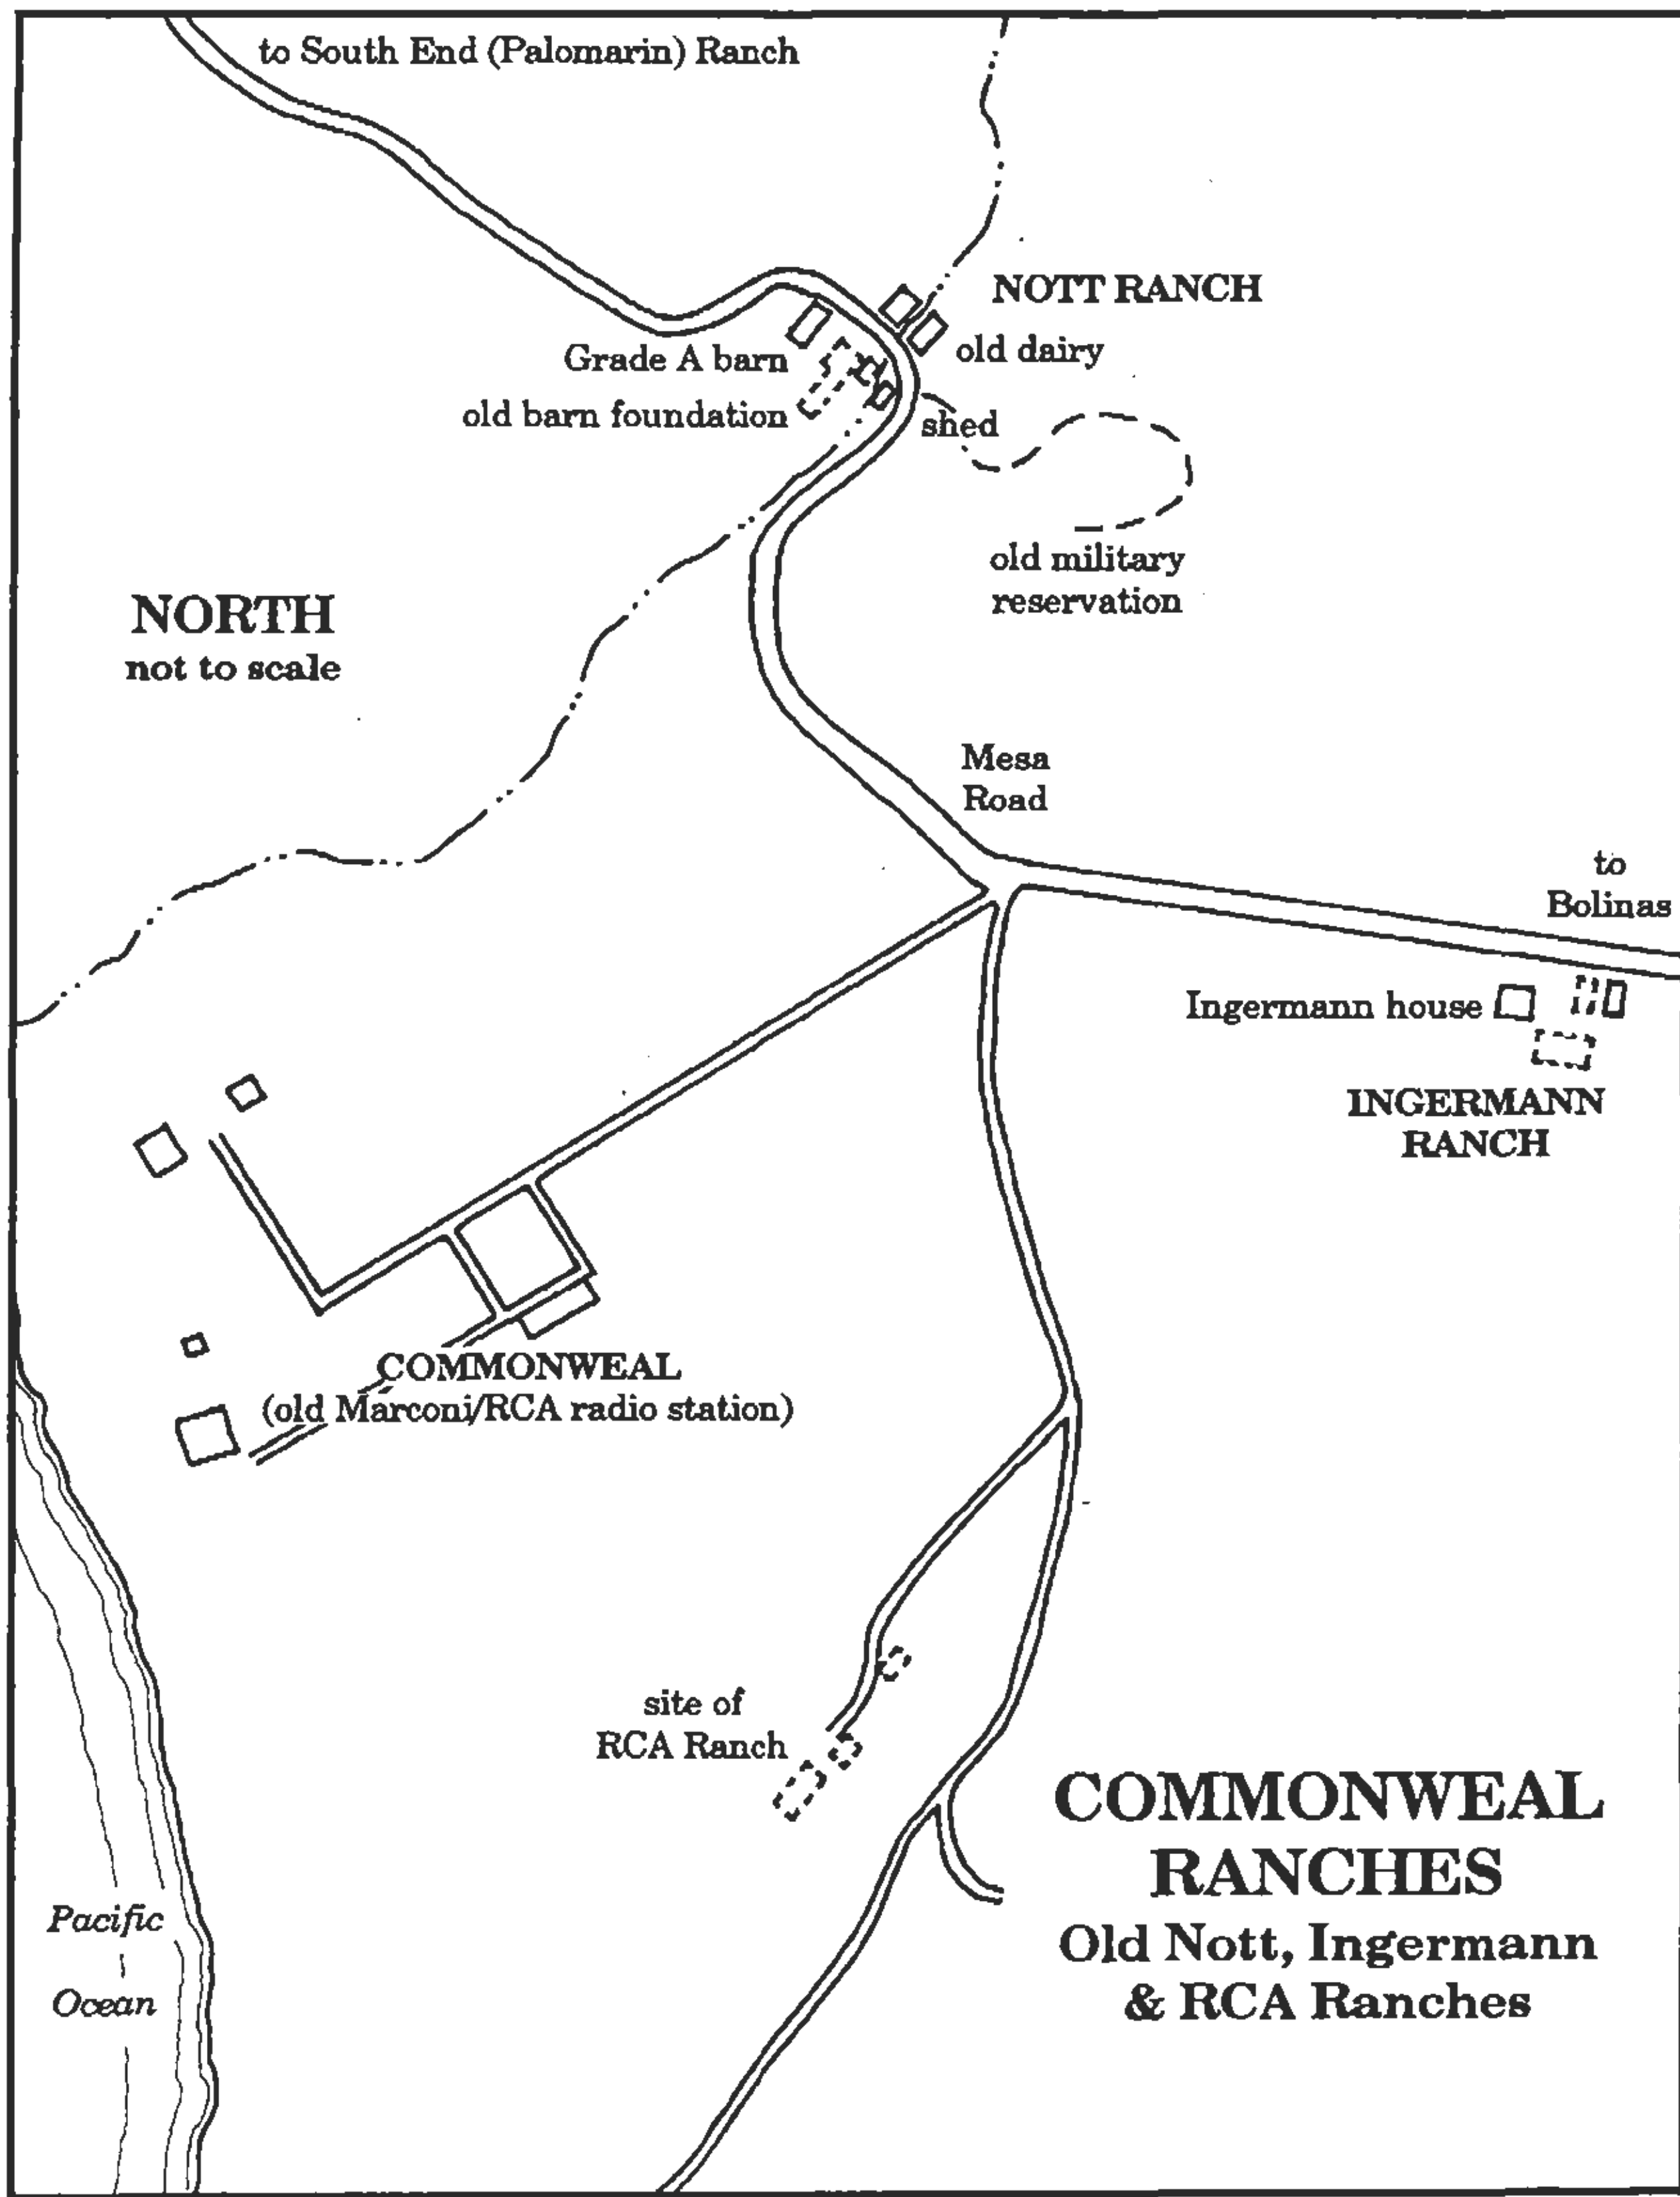 to South End (Palomarin) Ranch
NOTT RANCH
old dairy
Grade A barn
old barn foundation
shed
old military
reservation
NORTH
not to scale
Mesa
Road
to
Bolinas
Ingermann house
INGERMANN
RANCH
COMMONWEAL
(old Marconi/RCA radio station)
site of
RCA Ranch
COMMONWEAL
RANCHES
Old Nott, Ingermann
& RCA Ranches
Pacific
Ocean